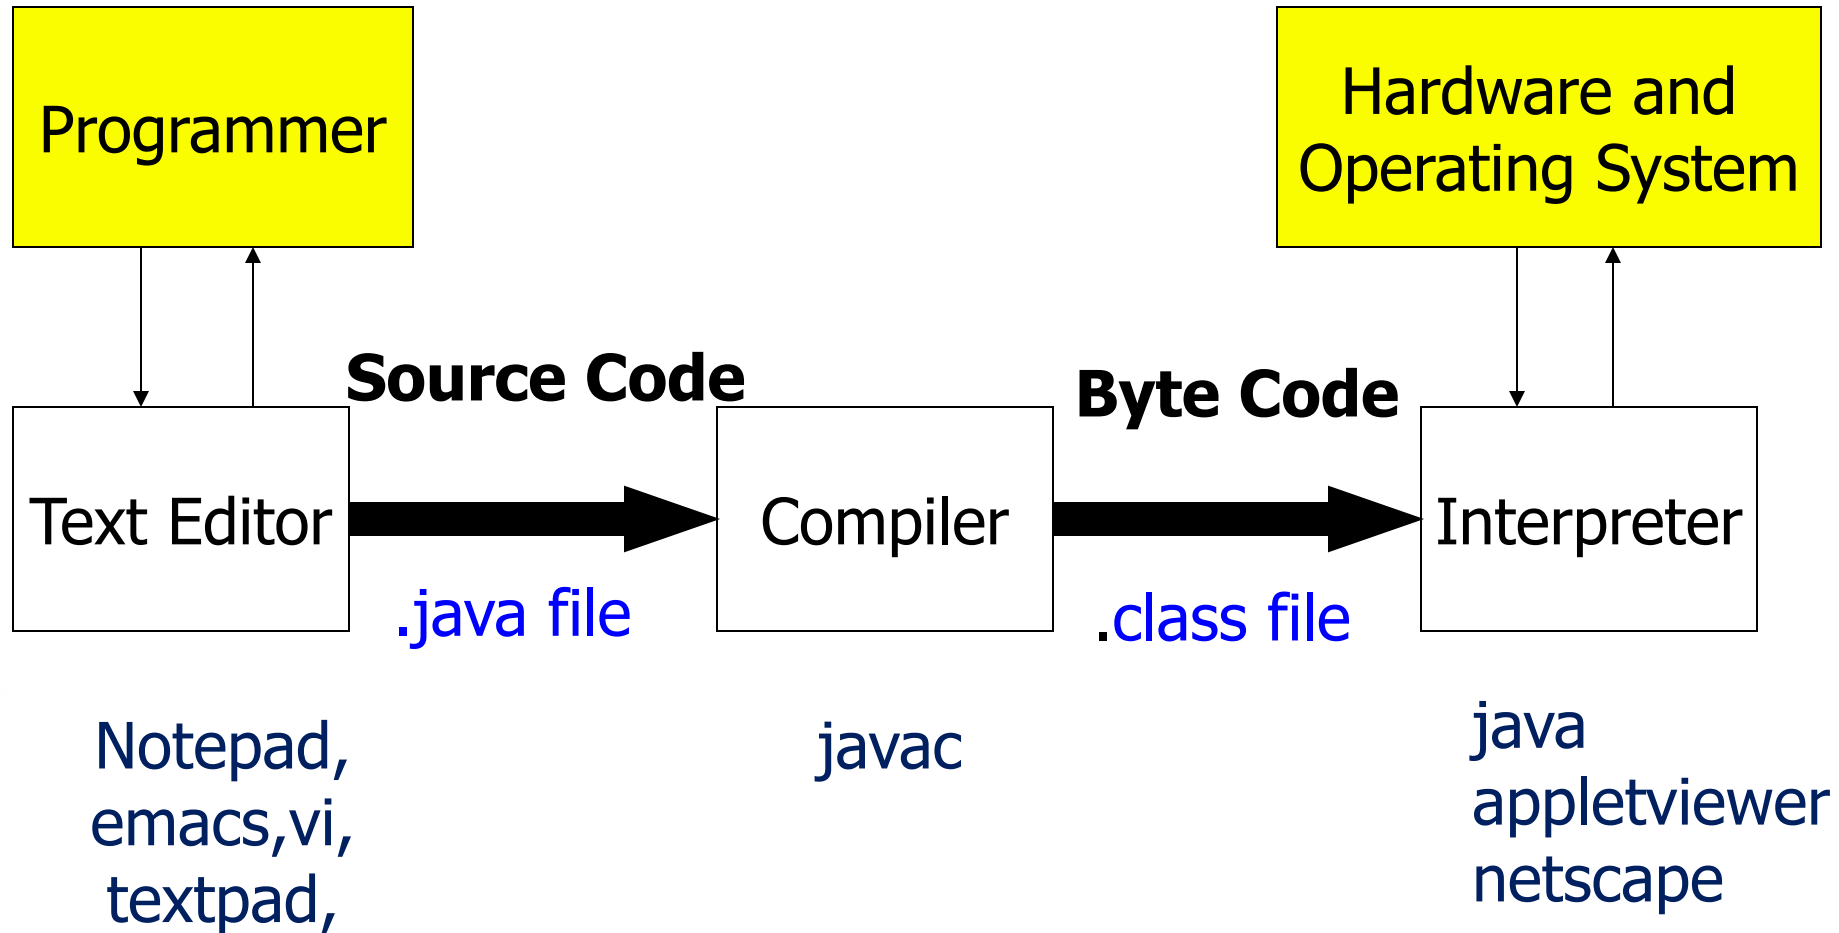 Programmer
Hardware and
Operating System
Source Code
Byte Code
Text Editor
Compiler
Interpreter
.java file
.class file
Notepad,
emacs,vi,
textpad,
javac
java
appletviewer
netscape